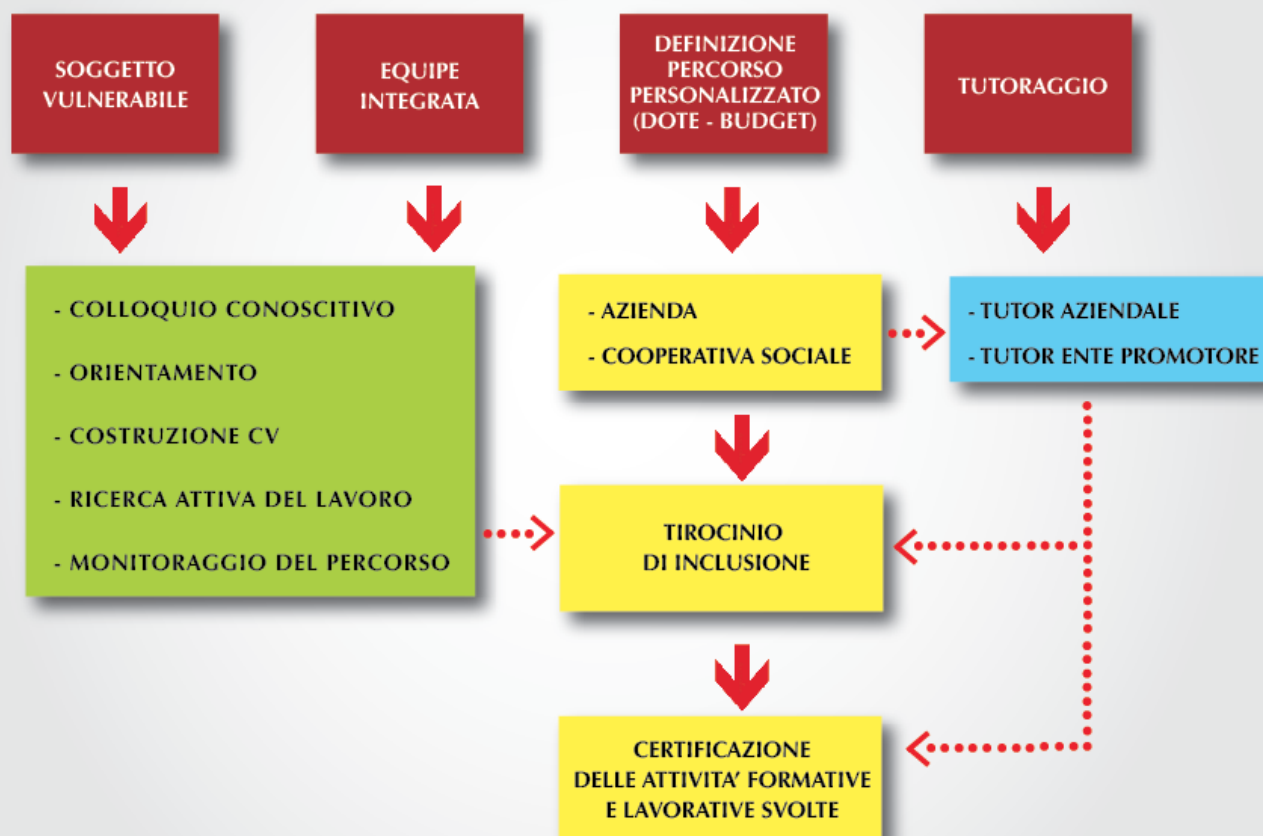 SOGGETTO
VULNERABILE
EQUIPE
INTEGRATA
DEFINIZIONE
PERCORSO
PERSONALIZZATO
(DOTE - BUDGET)
TUTORAGGIO
- COLLOQUIO CONOSCITIVO
- ORIENTAMENTO
- COSTRUZIONE CV
- RICERCA ATTIVA DEL LAVORO
- MONITORAGGIO DEL PERCORSO
- AZIENDA
- COOPERATIVA SOCIALE
- TUTOR AZIENDALE
- TUTOR ENTE PROMOTORE
TIROCINIO
DI INCLUSIONE
CERTIFICAZIONE
DELLE ATTIVITA' FORMATIVE
E LAVORATIVE SVOLTE